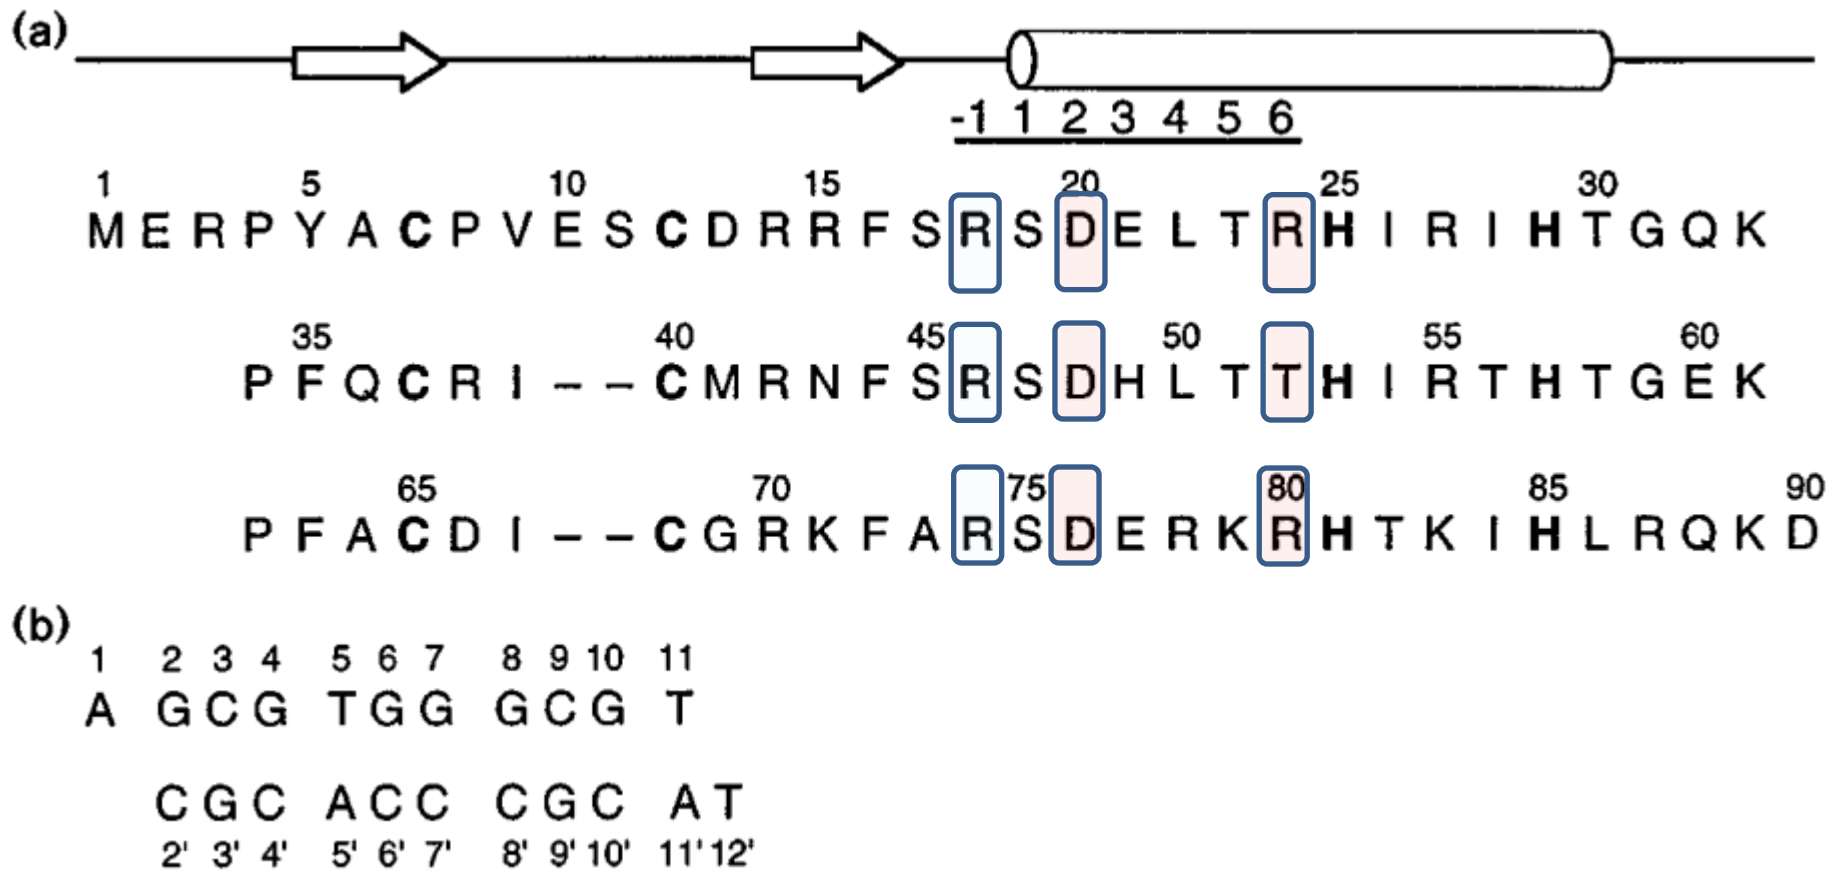 (a)
-1 1 2 3 4 5 6
1 5 10 15 20 25 30
M E R P Y A C P V E S C D R R F S R S D E L T R H I R I H T G Q K
35 40 45 50 55 60
P F Q C R I – – C M R N F S R S D H L T T H I R T H T G E K
65 70 75 80 85 90
P F A C D I – – C G R K F A R S D E R K R H T K I H L R Q K D
(b)
1 2 3 4 5 6 7 8 9 10 11
A G C G T G G G C G T
C G C A C C C G C A T
2' 3' 4' 5' 6' 7' 8' 9' 10' 11' 12'